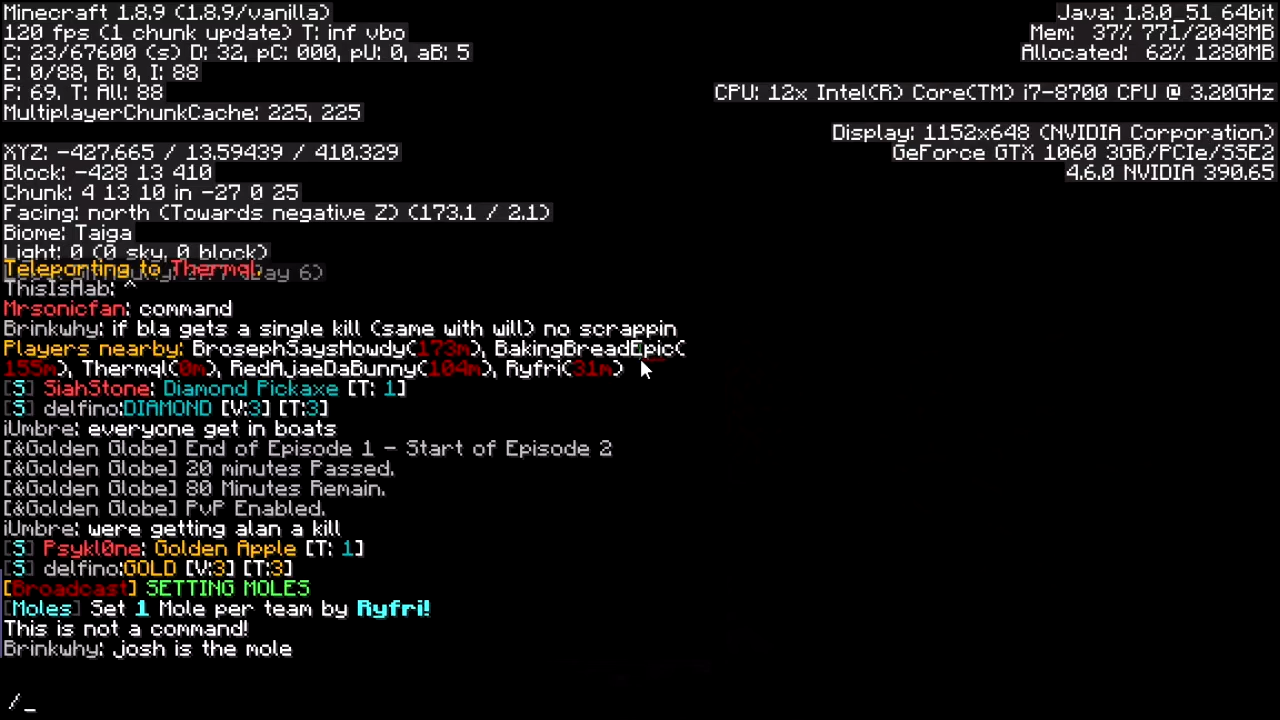 Minecraft 1.8.9 (1.8.9/vanilla)
120 fps (1 chunk update) T: inf vbo
C: 23/67600 (s) D: 32, pC: 000, pU: 0, aB: 5
E: 0/88, B: 0, I: 88
P: 69. T: All: 88
MultiplayerChunkCache: 225, 225
XYZ: -427.665 / 13.59439 / 410.329
Block: -428 13 410
Chunk: 4 13 10 in -27 0 25
Facing: north (Towards negative Z) (173.1 / 2.1)
Biome: Taiga
Light: 0 (0 sky, 0 block)
Java: 1.8.0_51 64bit
Mem: 37% 771/2048MB
Allocated: 62% 1280MB
CPU: 12x Intel(R) Core(TM) i7-8700 CPU @ 3.20GHz
Display: 1152x648 (NVIDIA Corporation)
GeForce GTX 1060 3GB/PCIe/SSE2
4.6.0 NVIDIA 390.65
Teleporting to Thermql.
Day 6)
ThisIsAab: ^
Mrsonicfan: command
Brinkwhy: if bla gets a single kill (same with will) no scrappin
Players nearby: BrosephSaysHowdy(173m), BakingBreadEpic(
155m), Thermql(0m), RedAjaeDaBunny(104m), Ryfri(31m)
[S] SiahStone: Diamond Pickaxe [T: 1]
[S] delfino:DIAMOND [V:3] [T:3]
iUmbre: everyone get in boats
[&Golden Globe] End of Episode 1 - Start of Episode 2
[&Golden Globe] 20 minutes Passed.
[&Golden Globe] 80 Minutes Remain.
[&Golden Globe] PvP Enabled.
iUmbre: were getting alan a kill
[S] Psykl0ne: Golden Apple [T: 1]
[S] delfino:GOLD [V:3] [T:3]
[Broadcast] SETTING MOLES
[Moles] Set 1 Mole per team by Ryfri!
This is not a command!
Brinkwhy: josh is the mole
/_